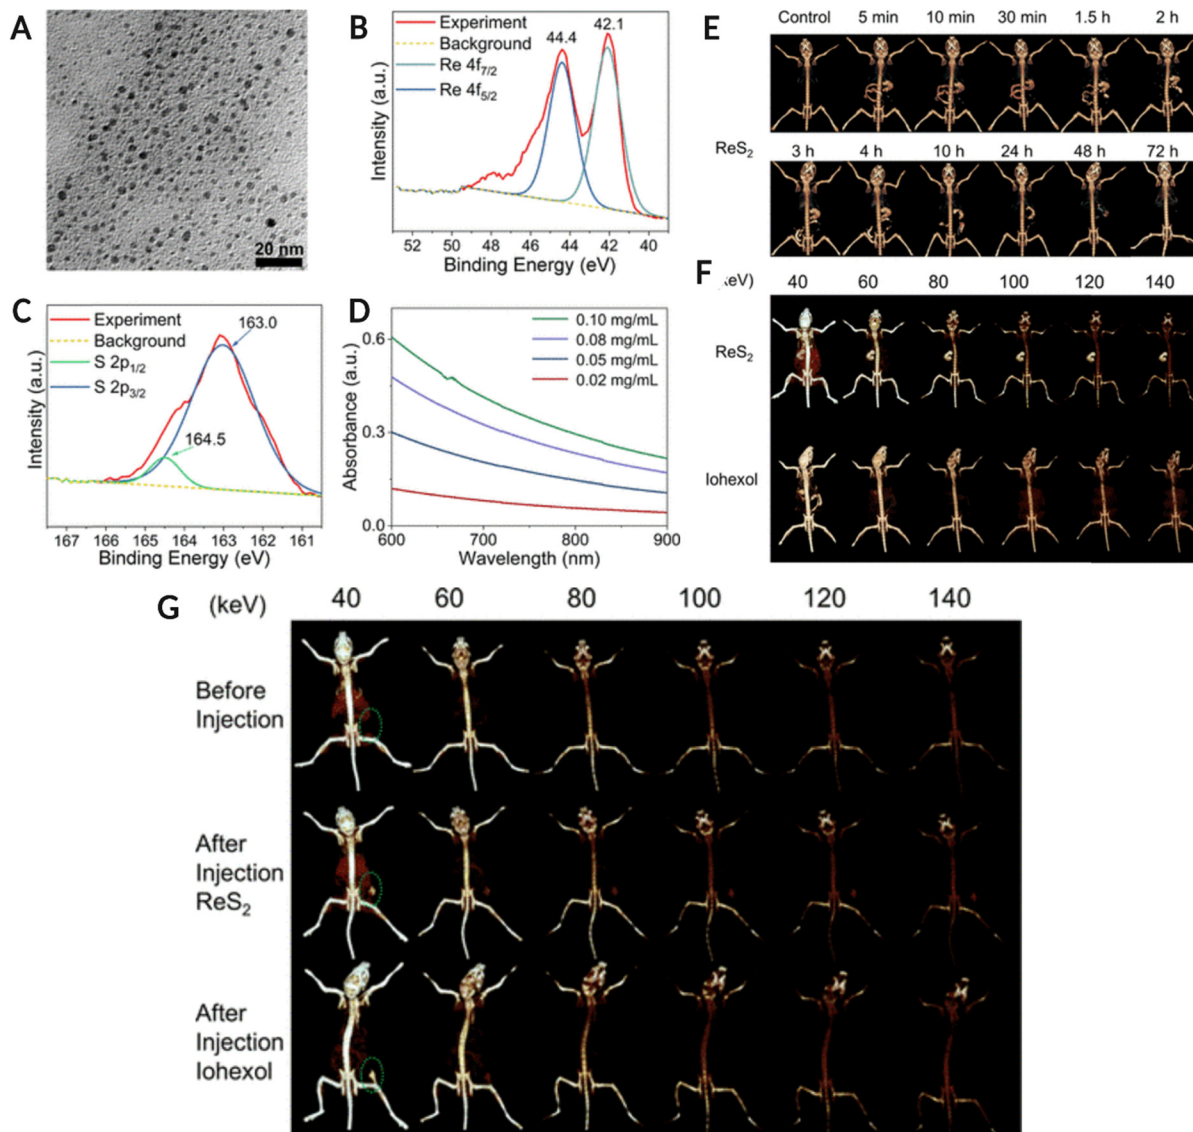 A
20 nm
B
Experiment
Background
Re 4f7/2
Re 4f5/2
44.4
42.1
Intensity (a.u.)
52 50 48 46 44 42 40
Binding Energy (eV)
C
Experiment
Background
S 2p1/2
S 2p3/2
163.0
164.5
Intensity (a.u.)
167 166 165 164 163 162 161
Binding Energy (eV)
D
0.10 mg/mL
0.08 mg/mL
0.05 mg/mL
0.02 mg/mL
Absorbance (a.u.)
0.6
0.3
0.0
600 700 800 900
Wavelength (nm)
E
Control 5 min 10 min 30 min 1.5 h 2 h
ReS2
3 h 4 h 10 h 24 h 48 h 72 h
F
keV) 40 60 80 100 120 140
ReS2
Iohexol
G
(keV) 40 60 80 100 120 140
Before
Injection
After
Injection
ReS2
After
Injection
Iohexol